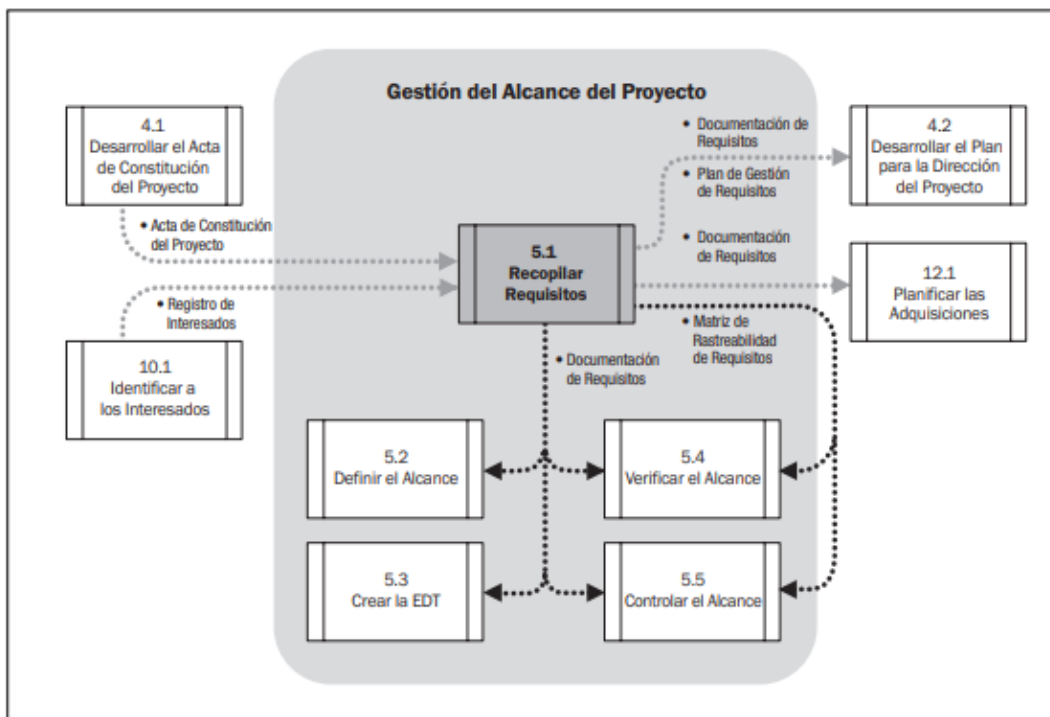 Gestión del Alcance del Proyecto
4.1
Desarrollar el Acta
de Constitución
del Proyecto
• Acta de Constitución
del Proyecto
• Registro de
Interesados
10.1
Identificar a
los Interesados
5.1
Recopilar
Requisitos
• Documentación de
Requisitos
• Plan de Gestión
de Requisitos
4.2
Desarrollar el Plan
para la Dirección
del Proyecto
• Documentación
de Requisitos
12.1
Planificar las
Adquisiciones
• Matriz de
Rastreabilidad
de Requisitos
• Documentación
de Requisitos
5.2
Definir el Alcance
5.4
Verificar el Alcance
5.3
Crear la EDT
5.5
Controlar el Alcance